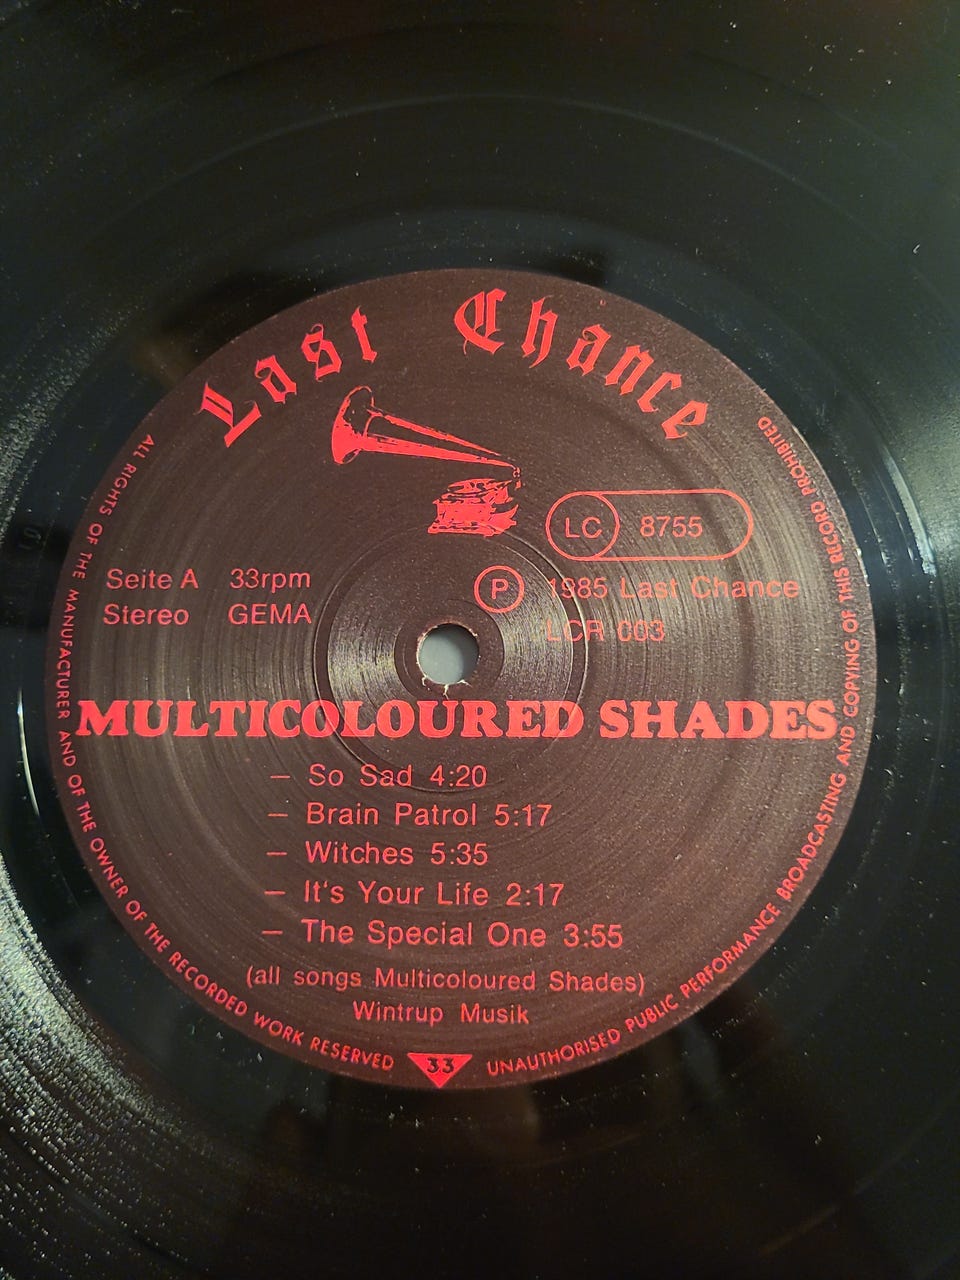 Last Chance
LC 8755
Seite A 33rpm
Stereo GEMA
P 1985 Last Chance
LCR 003
MULTICOLOURED SHADES
— So Sad 4:20
— Brain Patrol 5:17
— Witches 5:35
— It's Your Life 2:17
— The Special One 3:55
(all songs Multicoloured Shades)
Wintrup Musik
ALL RIGHTS OF THE MANUFACTURER AND OF THE OWNER OF THE RECORDED WORK RESERVED
33
UNAUTHORISED PUBLIC PERFORMANCE BROADCASTING AND COPYING OF THIS RECORD PROHIBITED